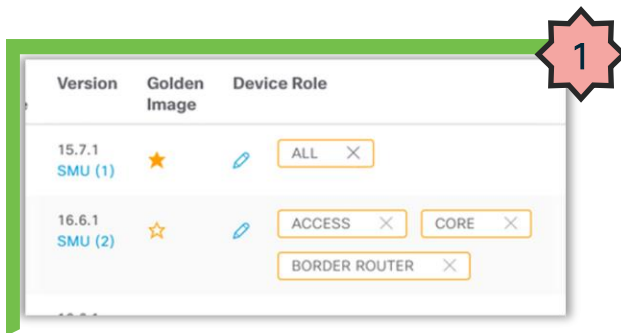 1
Version Golden Image Device Role
15.7.1
SMU (1)
ALL
16.6.1
SMU (2)
ACCESS CORE
BORDER ROUTER